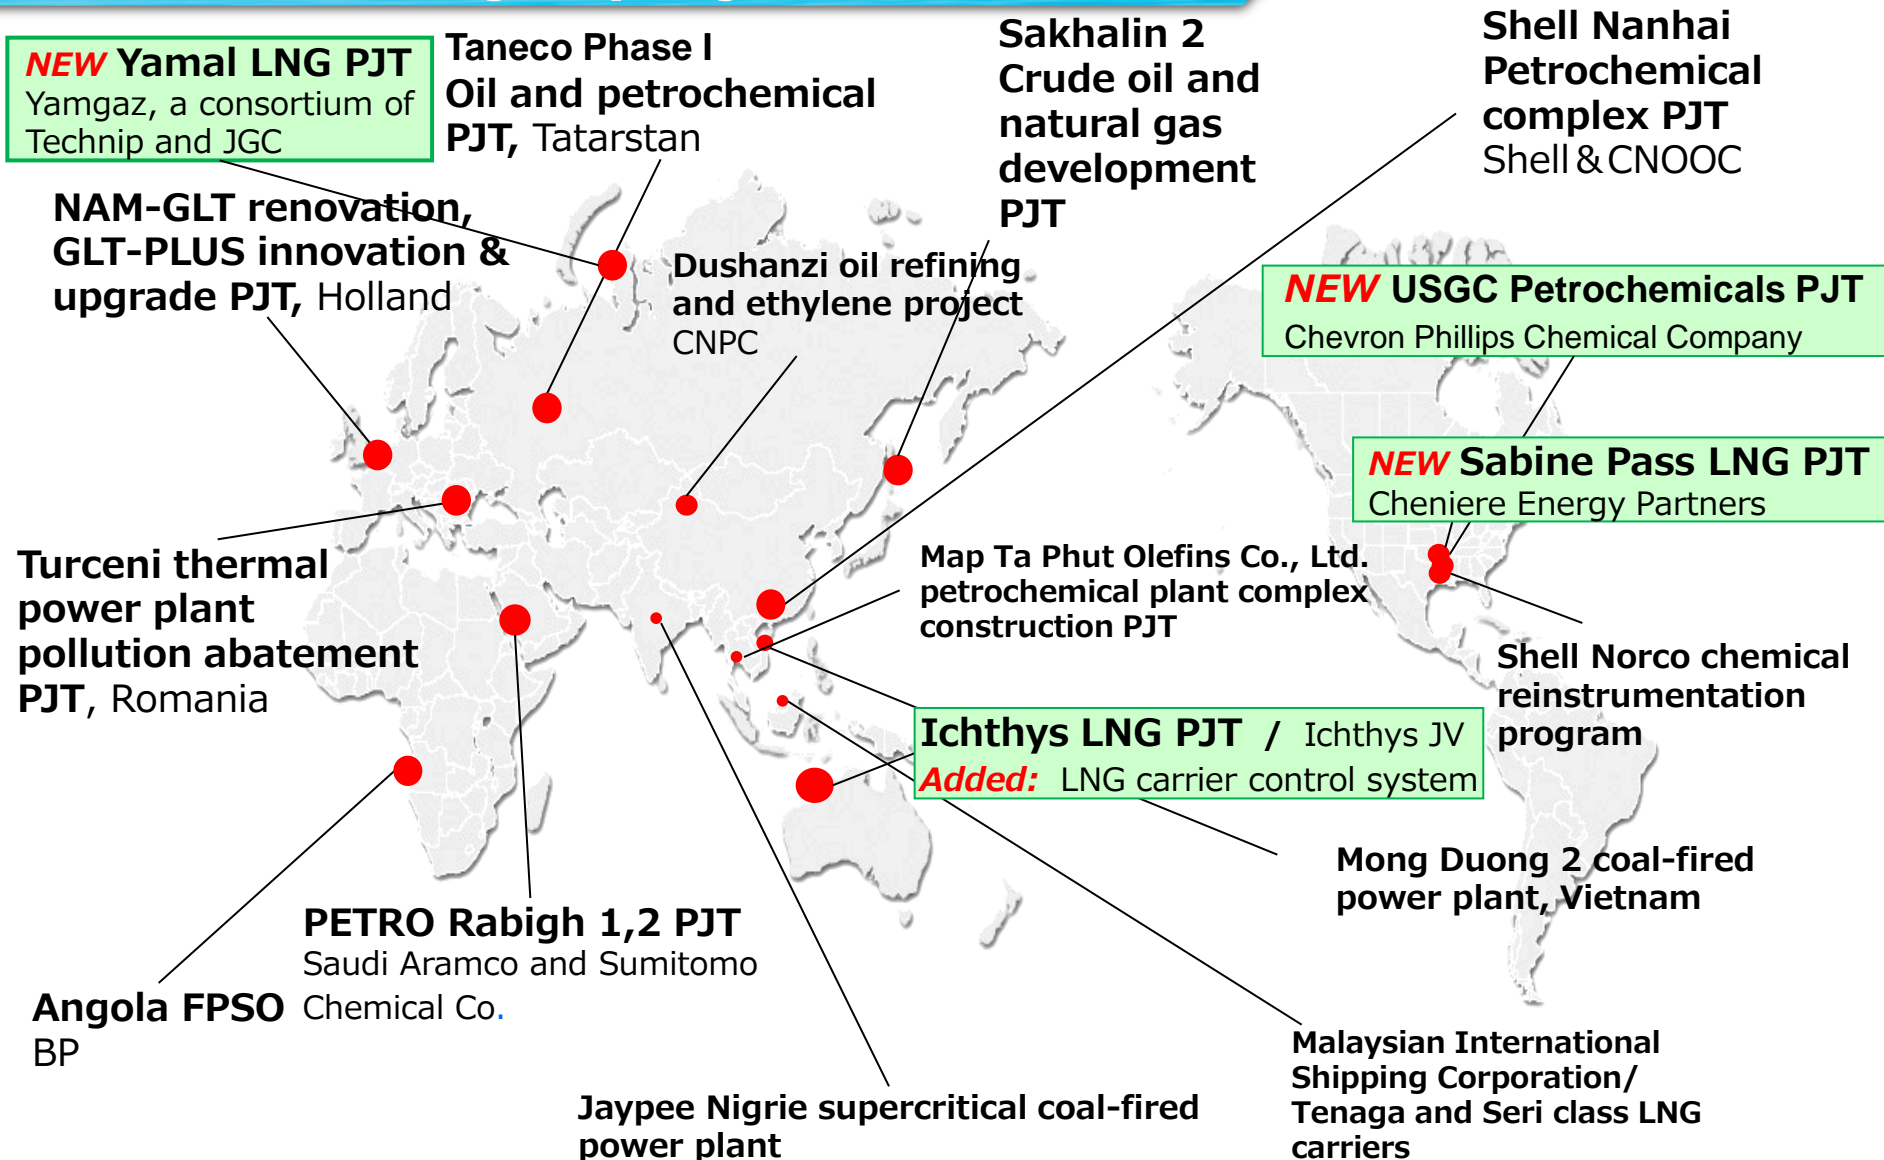 NEW Yamal LNG PJT
Yamgaz, a consortium of
Technip and JGC
Taneco Phase I
Oil and petrochemical
PJT, Tatarstan
Sakhalin 2
Crude oil and
natural gas
development
PJT
Shell Nanhai
Petrochemical
complex PJT
Shell & CNOOC
NAM-GLT renovation,
GLT-PLUS innovation &
upgrade PJT, Holland
Dushanzi oil refining
and ethylene project
CNPC
NEW USGC Petrochemicals PJT
Chevron Phillips Chemical Company
NEW Sabine Pass LNG PJT
Cheniere Energy Partners
Turceni thermal
power plant
pollution abatement
PJT, Romania
Map Ta Phut Olefins Co., Ltd.
petrochemical plant complex
construction PJT
Shell Norco chemical
reinstrumentation
program
Ichthys LNG PJT / Ichthys JV
Added: LNG carrier control system
Mong Duong 2 coal-fired
power plant, Vietnam
PETRO Rabigh 1,2 PJT
Saudi Aramco and Sumitomo
Chemical Co.
Angola FPSO
BP
Malaysian International
Shipping Corporation/
Tenaga and Seri class LNG
carriers
Jaypee Nigrie supercritical coal-fired
power plant